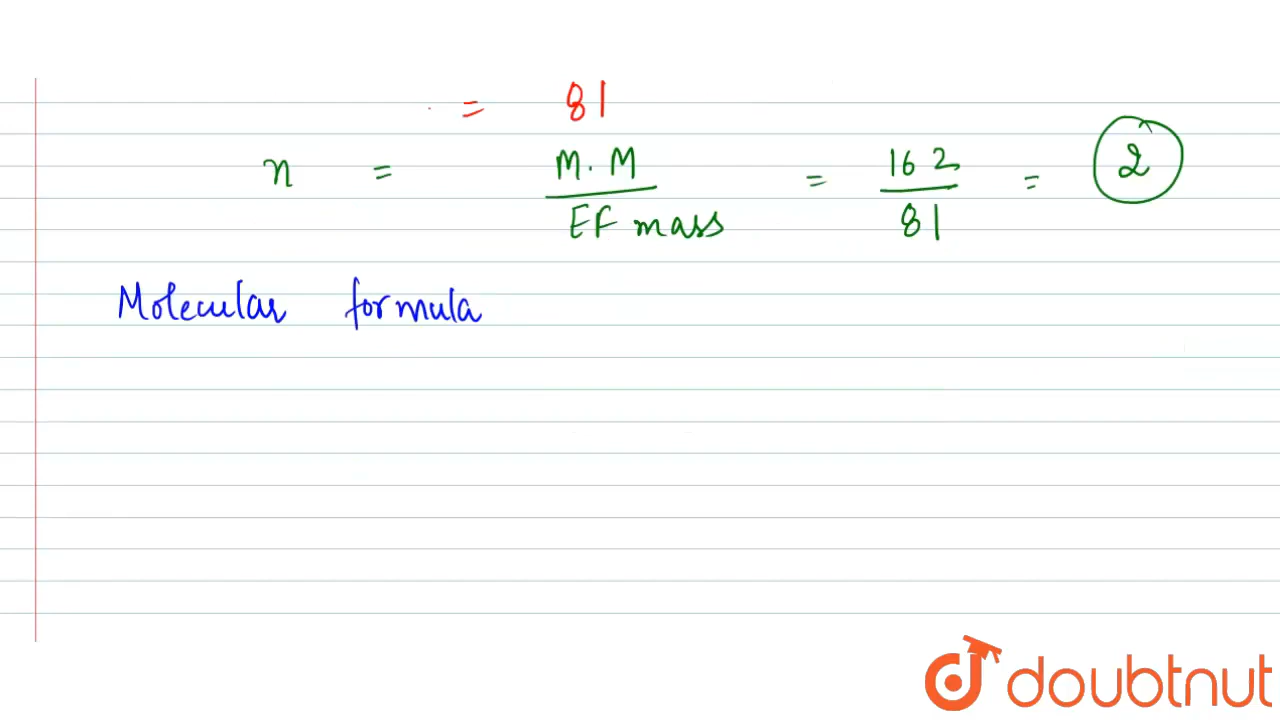 = 81
n = M.M / EF mass = 162 / 81 = 2
Molecular formula
doubtnut